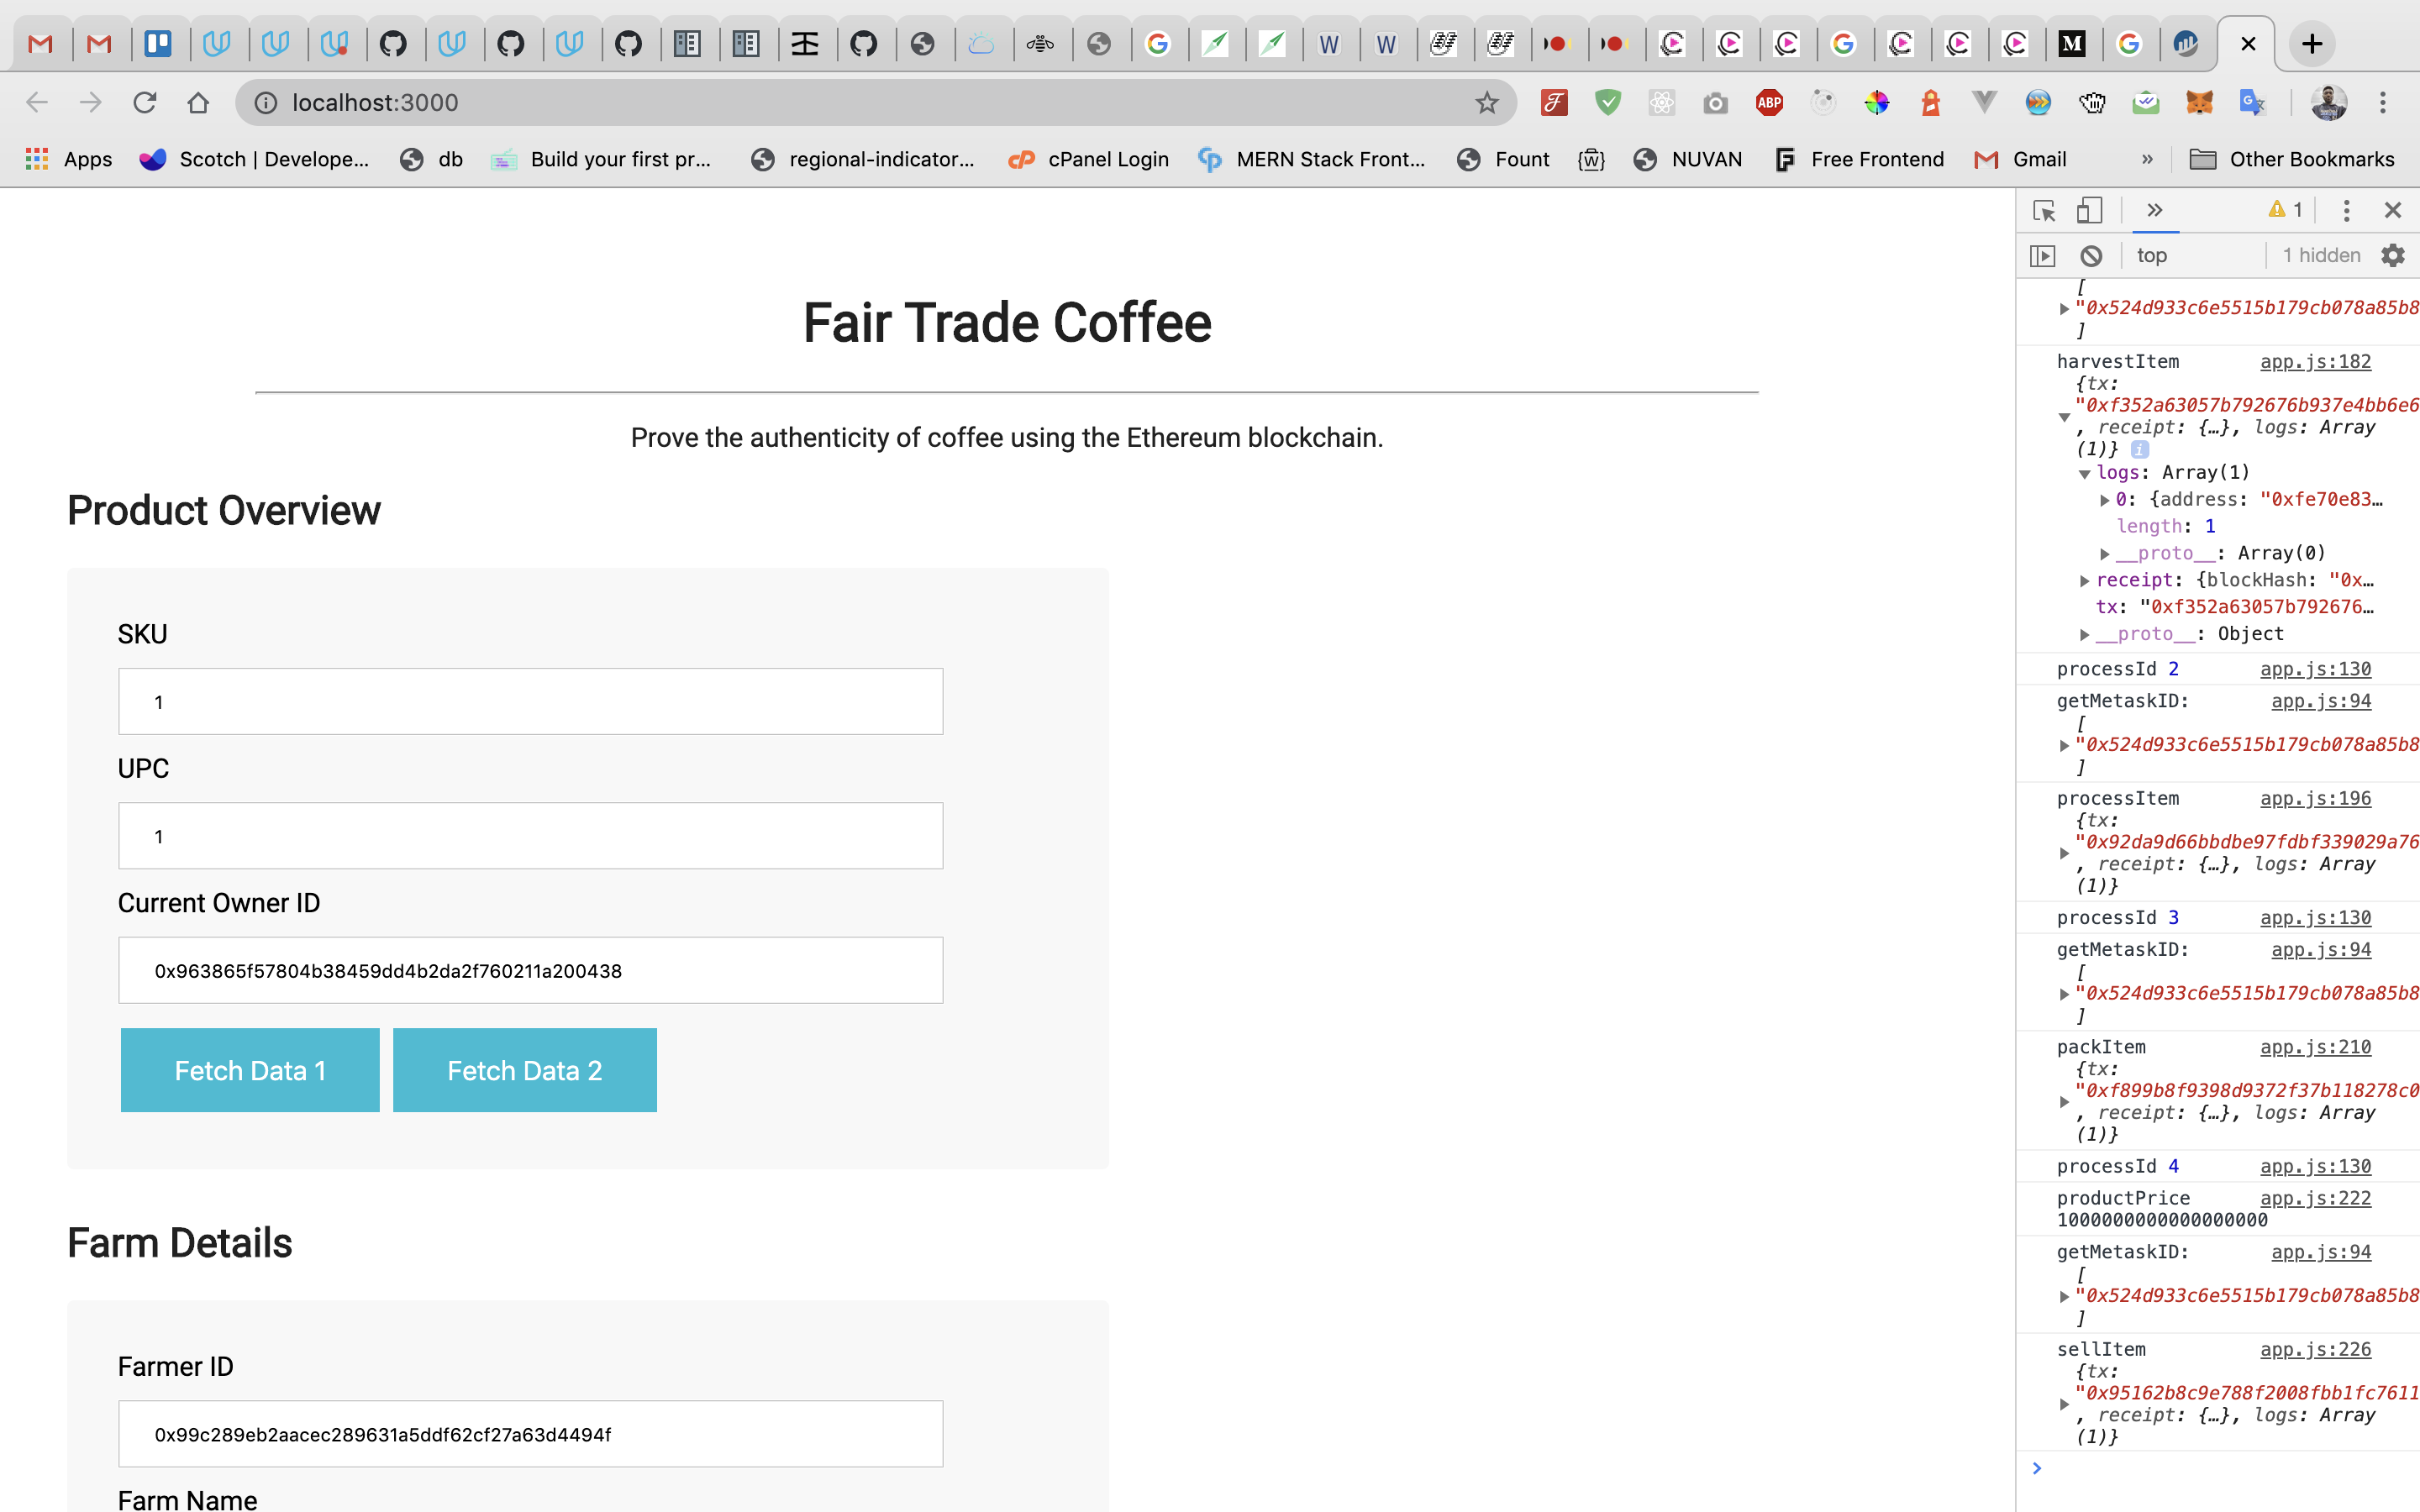 localhost:3000
ABP
Apps
Scotch | Develope...
db
Build your first pr...
regional-indicator...
cPanel Login
MERN Stack Front...
Fount
NUVAN
Free Frontend
Gmail
»
Other Bookmarks
Fair Trade Coffee
Prove the authenticity of coffee using the Ethereum blockchain.
Product Overview
SKU
1
UPC
1
Current Owner ID
0x963865f57804b38459dd4b2da2f760211a200438
Fetch Data 1
Fetch Data 2
Farm Details
Farmer ID
0x99c289eb2aacec289631a5ddf62cf27a63d4494f
Farm Name
» 1
top 1 hidden
[
"0x524d933c6e5515b179cb078a85b8
]
harvestItem app.js:182
{tx:
"0xf352a63057b792676b937e4bb6e6
, receipt: {…}, logs: Array
(1)} i
logs: Array(1)
0: {address: "0xfe70e83…
length: 1
__proto__: Array(0)
receipt: {blockHash: "0x…
tx: "0xf352a63057b792676…
__proto__: Object
processId 2 app.js:130
getMetaskID: app.js:94
[
"0x524d933c6e5515b179cb078a85b8
]
processItem app.js:196
{tx:
"0x92da9d66bbdbe97fdbf339029a76
, receipt: {…}, logs: Array
(1)}
processId 3 app.js:130
getMetaskID: app.js:94
[
"0x524d933c6e5515b179cb078a85b8
]
packItem app.js:210
{tx:
"0xf899b8f9398d9372f37b118278c0
, receipt: {…}, logs: Array
(1)}
processId 4 app.js:130
productPrice app.js:222
1000000000000000000
getMetaskID: app.js:94
[
"0x524d933c6e5515b179cb078a85b8
]
sellItem app.js:226
{tx:
"0x95162b8c9e788f2008fbb1fc7611
, receipt: {…}, logs: Array
(1)}